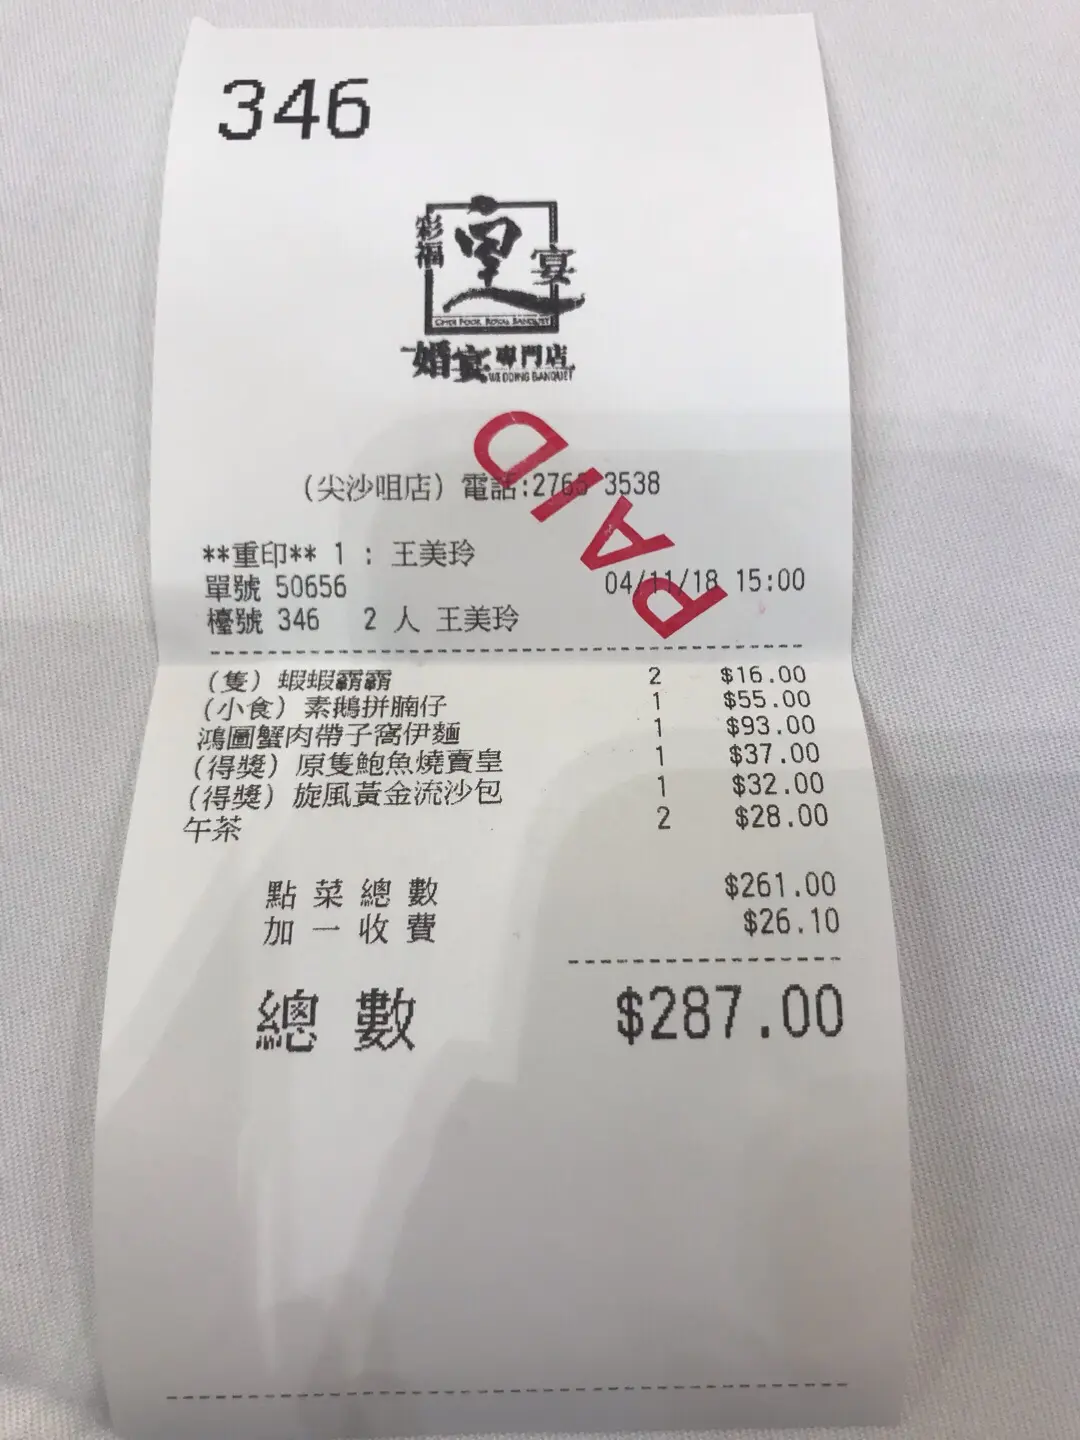 346
彩福
皇
宴
CHOI FOOK ROYAL BANQUET
婚宴專門店
WEDDING BANQUET
PAID
(尖沙咀店) 電話:2766 3538
**重印** 1 : 王美玲
單號 50656 04/11/18 15:00
檯號 346 2 人 王美玲
(隻) 蝦蝦霸霸 2 $16.00
(小食) 素鵝拼腩仔 1 $55.00
鴻圖蟹肉帶子窩伊麵 1 $93.00
(得獎) 原隻鮑魚燒賣皇 1 $37.00
(得獎) 旋風黃金流沙包 1 $32.00
午茶 2 $28.00
點菜總數 $261.00
加一收費 $26.10
總數 $287.00